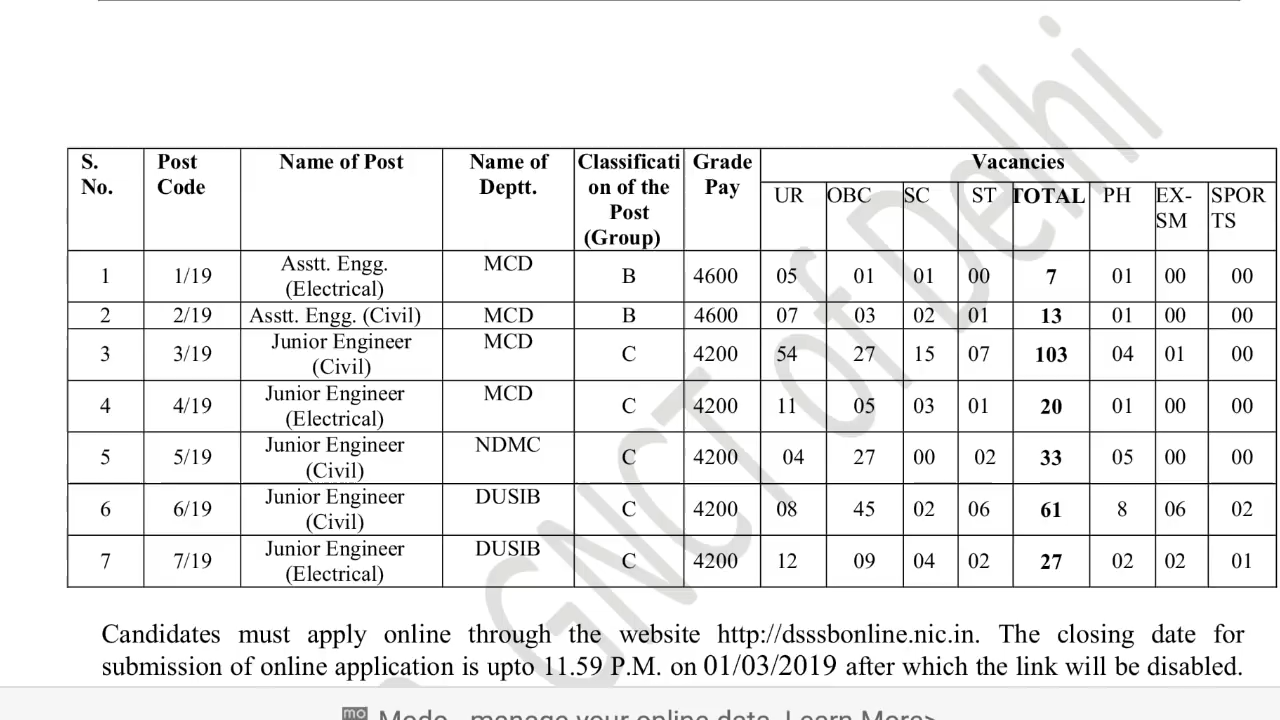 S. No. Post Code Name of Post Name of Deptt. Classificati on of the Post (Group) Grade Pay Vacancies
UR OBC SC ST TOTAL PH EX-SM SPOR TS
1 1/19 Asstt. Engg. (Electrical) MCD B 4600 05 01 01 00 7 01 00 00
2 2/19 Asstt. Engg. (Civil) MCD B 4600 07 03 02 01 13 01 00 00
3 3/19 Junior Engineer (Civil) MCD C 4200 54 27 15 07 103 04 01 00
4 4/19 Junior Engineer (Electrical) MCD C 4200 11 05 03 01 20 01 00 00
5 5/19 Junior Engineer (Civil) NDMC C 4200 04 27 00 02 33 05 00 00
6 6/19 Junior Engineer (Civil) DUSIB C 4200 08 45 02 06 61 8 06 02
7 7/19 Junior Engineer (Electrical) DUSIB C 4200 12 09 04 02 27 02 02 01
Candidates must apply online through the website http://dsssbonline.nic.in. The closing date for
submission of online application is upto 11.59 P.M. on 01/03/2019 after which the link will be disabled.
GNCT of Delhi
mo Modo - manage your online data. Learn More>